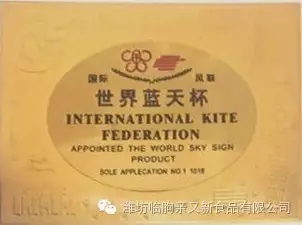 国际 风联
世界蓝天杯
INTERNATIONAL KITE
FEDERATION
APPOINTED THE WORLD SKY SIGN
PRODUCT
SOLE APPLECATION NO 1 1018
潍坊临朐亲又新食品有限公司